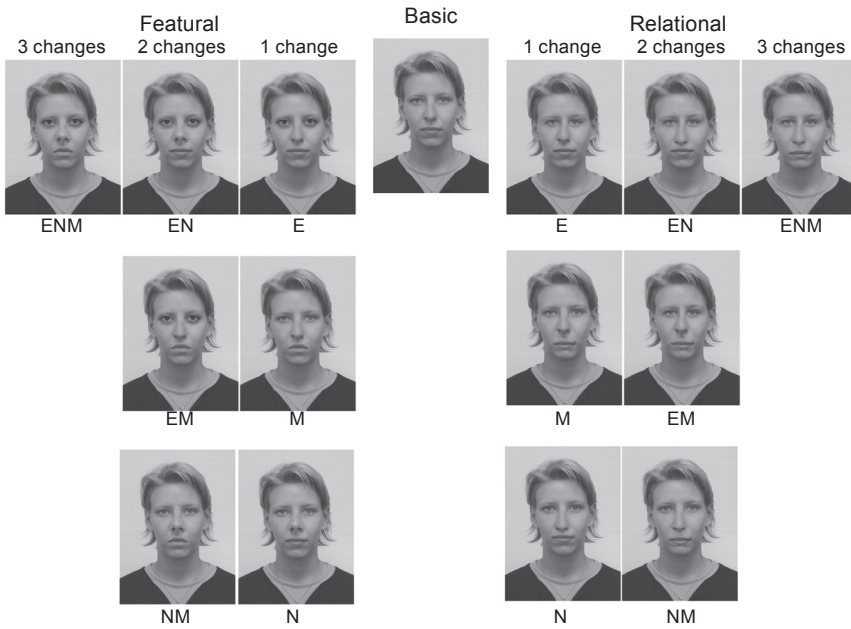 Featural Basic Relational
3 changes 2 changes 1 change 1 change 2 changes 3 changes
ENM EN E E EN ENM
EM M M EM
NM N N NM